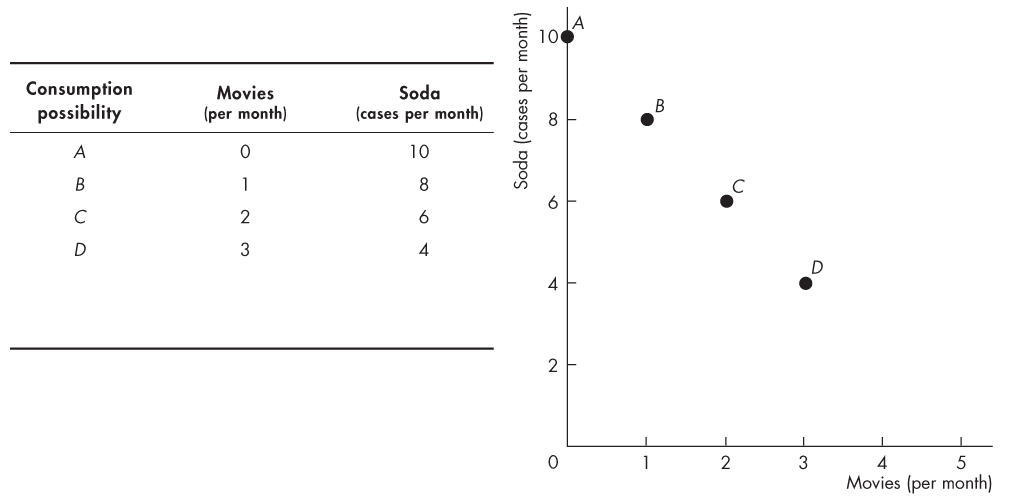 Consumption possibility Movies (per month) Soda (cases per month)
A 0 10
B 1 8
C 2 6
D 3 4
Soda (cases per month)
10
8
6
4
2
A
B
C
D
0 1 2 3 4 5
Movies (per month)